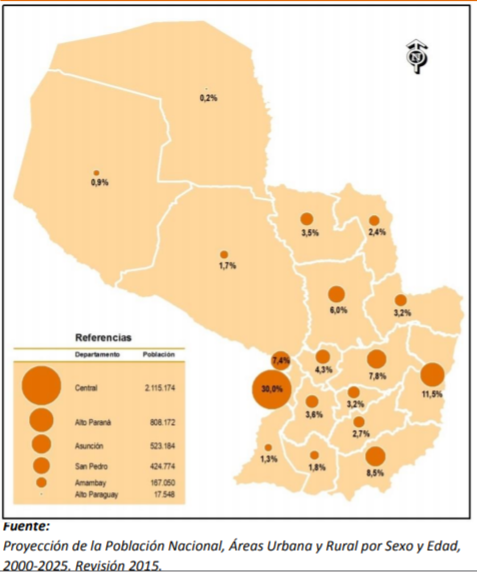 N
0,2%
0,9%
3,5%
2,4%
1,7%
6,0%
3,2%
Referencias
Departamento Población
Central 2.115.174
Alto Paraná 808.172
Asunción 523.184
San Pedro 424.774
Amambay 167.050
Alto Paraguay 17.548
7,4%
4,3%
7,8%
11,5%
30,0%
3,6%
3,2%
2,7%
1,3%
1,8%
8,5%
Fuente:
Proyección de la Población Nacional, Áreas Urbana y Rural por Sexo y Edad,
2000-2025. Revisión 2015.